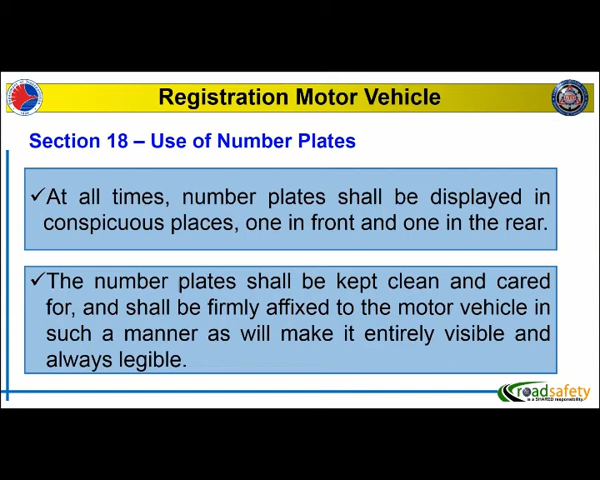 Registration Motor Vehicle
Section 18 – Use of Number Plates
✓At all times, number plates shall be displayed in
conspicuous places, one in front and one in the rear.
✓The number plates shall be kept clean and cared
for, and shall be firmly affixed to the motor vehicle in
such a manner as will make it entirely visible and
always legible.
roadsafety
is a SHARED responsibility.